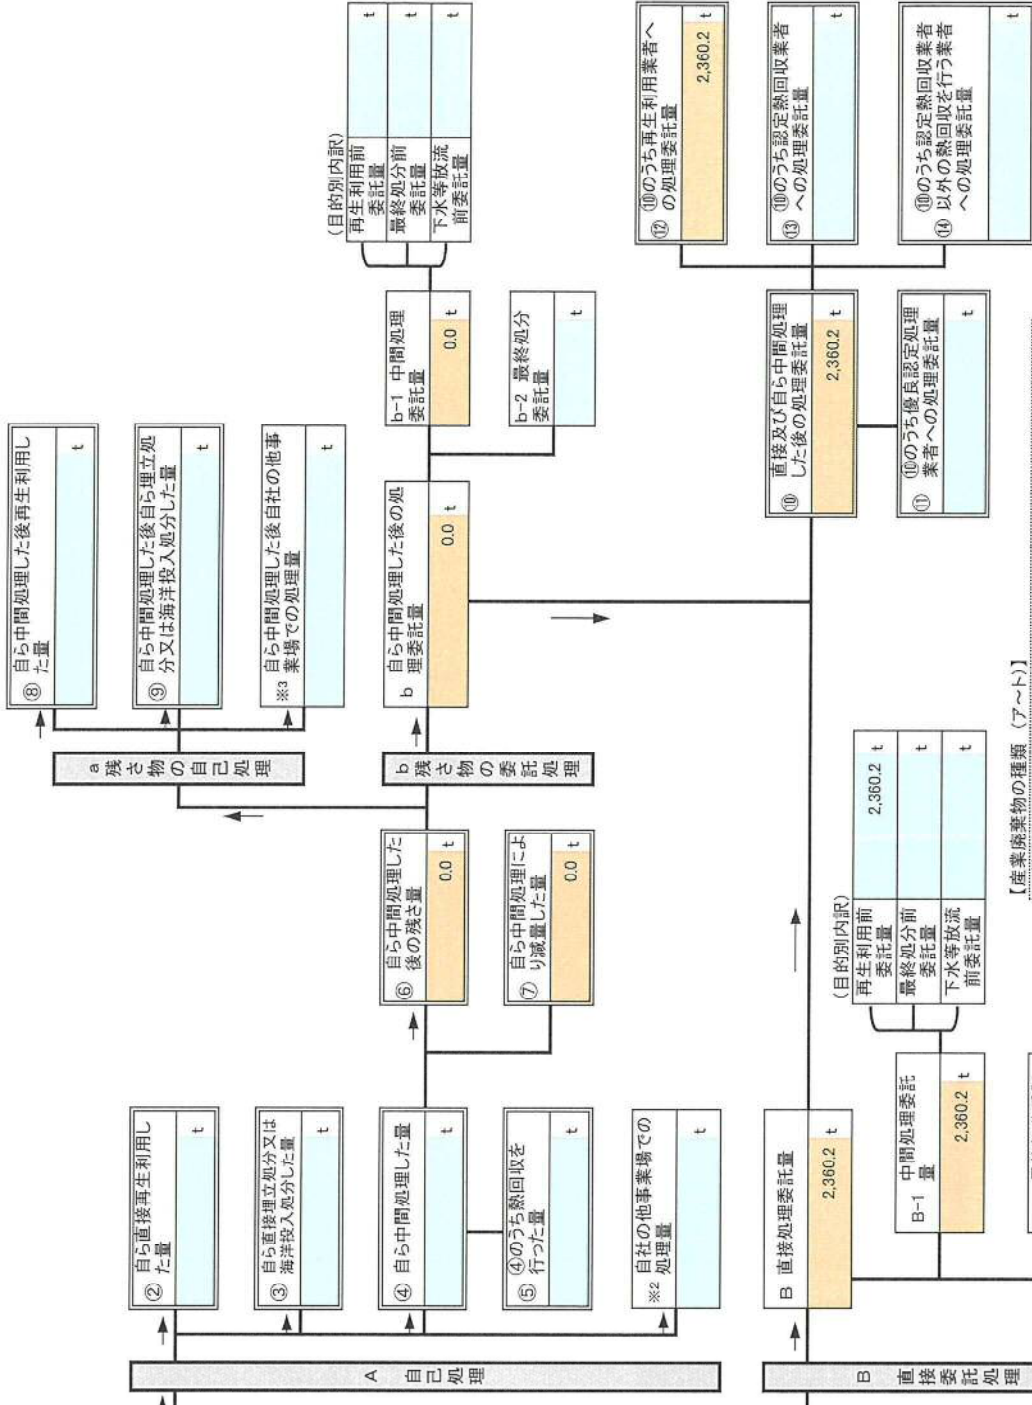 A 自己処理
② 自ら直接再生利用し
た量
t
③ 自ら直接埋立処分又は
海洋投入処分した量
t
④ 自ら中間処理した量
t
⑤ ④のうち熱回収を
行った量
t
※2 自社の他事業場での
処理量
t
⑥ 自ら中間処理した
後の残さ量
0.0 t
⑦ 自ら中間処理によ
り減量した量
0.0 t
a 残さ物の自己処理
⑧ 自ら中間処理した後再生利用し
た量
t
⑨ 自ら中間処理した後自ら埋立処
分又は海洋投入処分した量
t
※3 自ら中間処理した後自社の他事
業場での処理量
t
b 残さ物の委託処理
b 自ら中間処理した後の処
理委託量
0.0 t
b-1 中間処理
委託量
0.0 t
b-2 最終処分
委託量
t
(目的別内訳)
再生利用前
委託量
t
最終処分前
委託量
t
下水等放流
前委託量
t
B 直接委託処理
B 直接処理委託量
2,360.2 t
B-1 中間処理委託
量
2,360.2 t
(目的別内訳)
再生利用前
委託量
2,360.2 t
最終処分前
委託量
t
下水等放流
前委託量
t
⑩ 直接及び自ら中間処理
した後の処理委託量
2,360.2 t
⑪ ⑩のうち優良認定処理
業者への処理委託量
t
⑫ ⑩のうち再生利用業者へ
の処理委託量
2,360.2 t
⑬ ⑩のうち認定熱回収業者
への処理委託量
t
⑭ ⑩のうち認定熱回収業者
以外の熱回収を行う業者
への処理委託量
t
【産業廃棄物の種類 (ア～ト)】